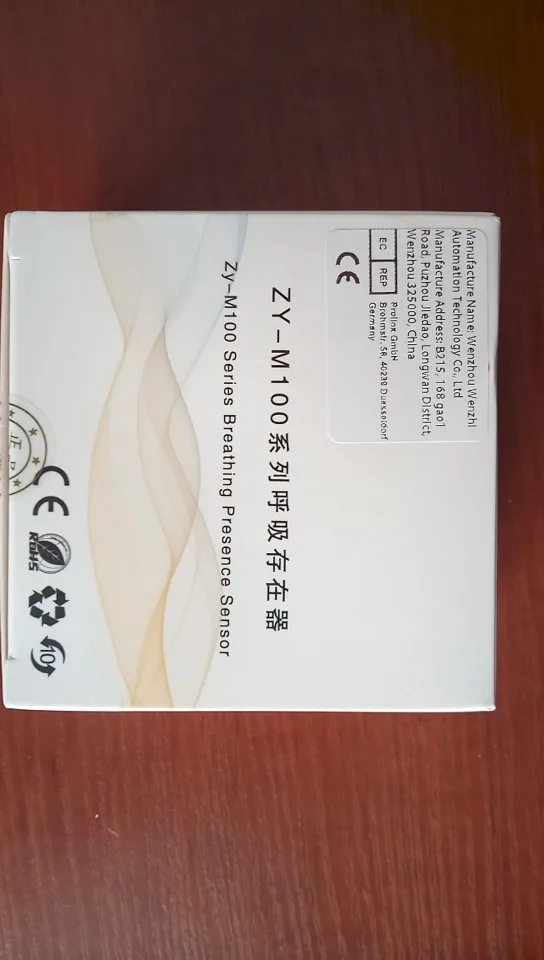 Manufacture Name: Wenzhou Wenzhi
Automation Technology Co., Ltd
Manufacture Address: B215, 168 gao1
Road, Puzhou Jiedao, Longwan District,
Wenzhou 325000, China
EC REP
Prolinx GmbH
Brehmstr. 56, 40239 Duesseldorf
Germany
CE
ZY-M100系列呼吸存在器
Zy-M100 Series Breathing Presence Sensor
CE
RoHS
10